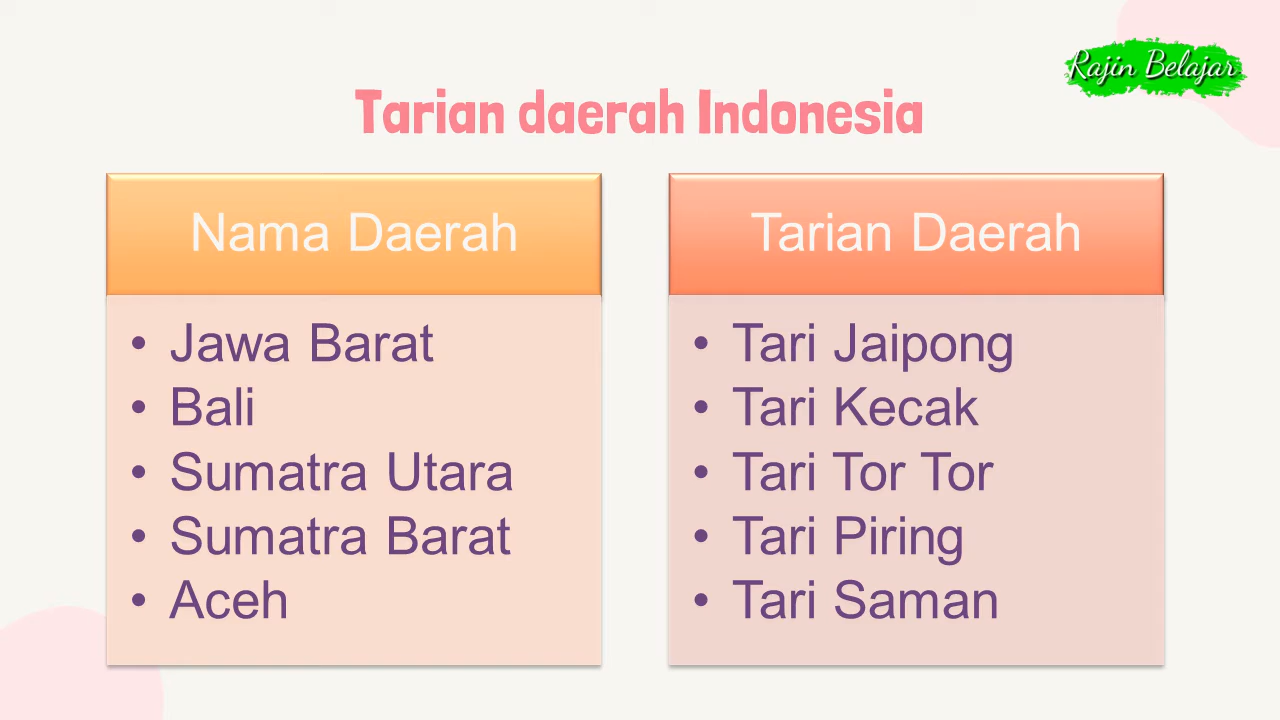 Rajin Belajar
Tarian daerah Indonesia
Nama Daerah
• Jawa Barat
• Bali
• Sumatra Utara
• Sumatra Barat
• Aceh
Tarian Daerah
• Tari Jaipong
• Tari Kecak
• Tari Tor Tor
• Tari Piring
• Tari Saman